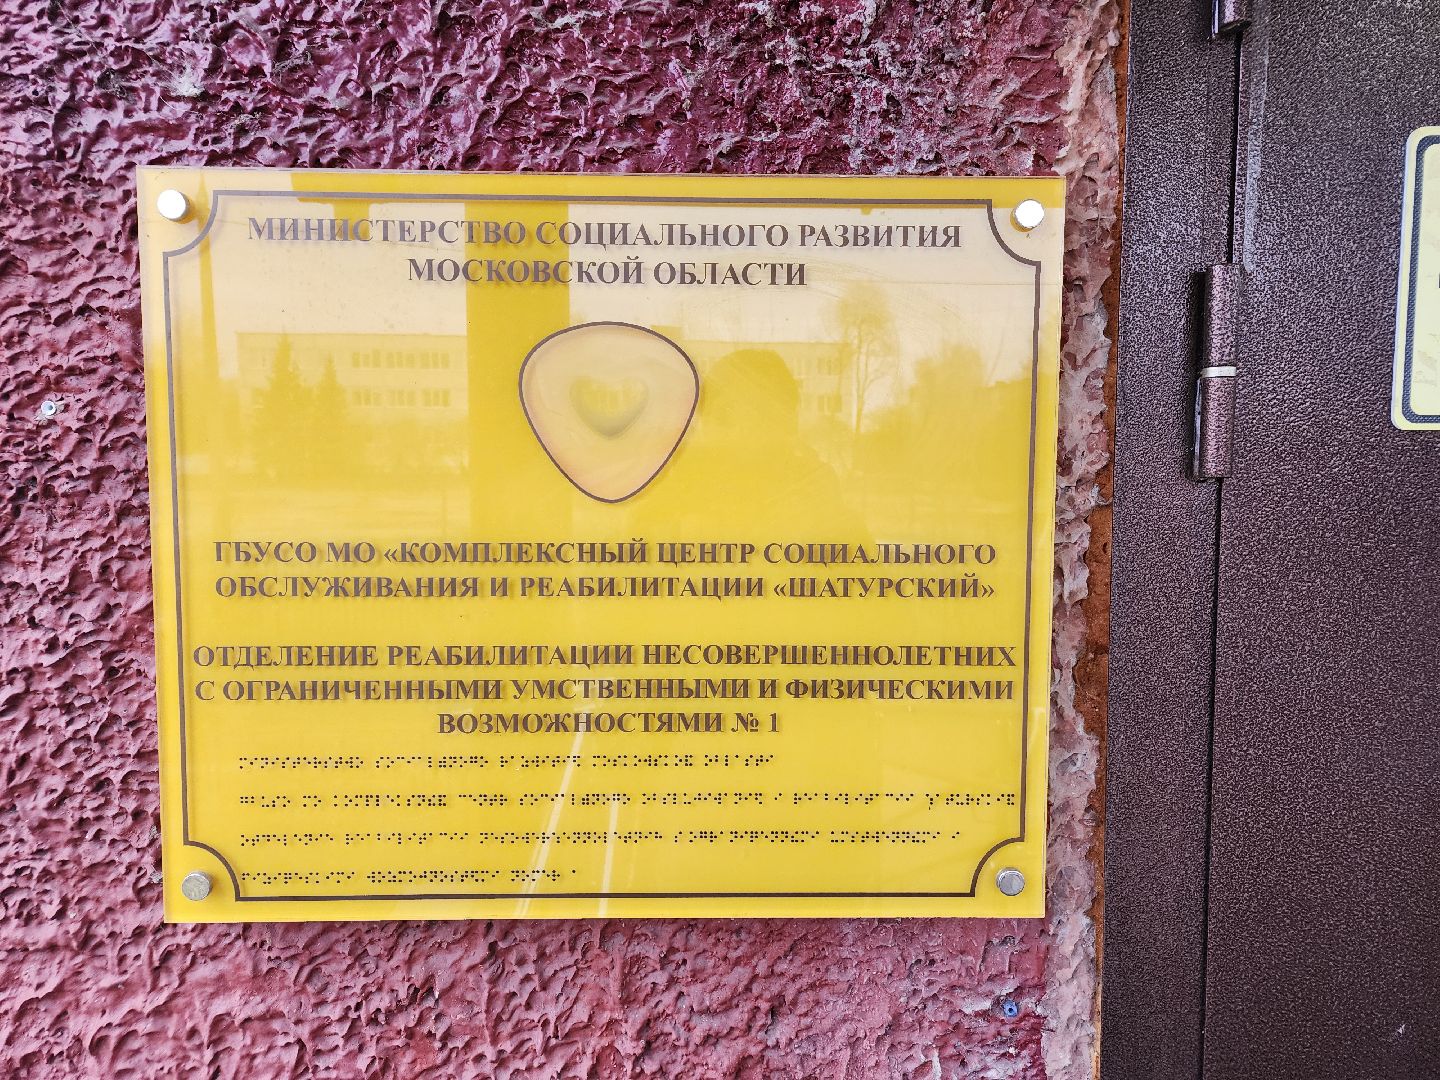 МИНИСТЕРСТВО СОЦИАЛЬНОГО РАЗВИТИЯ
МОСКОВСКОЙ ОБЛАСТИ
ГБУСО МО «КОМПЛЕКСНЫЙ ЦЕНТР СОЦИАЛЬНОГО
ОБСЛУЖИВАНИЯ И РЕАБИЛИТАЦИИ «ШАТУРСКИЙ»
ОТДЕЛЕНИЕ РЕАБИЛИТАЦИИ НЕСОВЕРШЕННОЛЕТНИХ
С ОГРАНИЧЕННЫМИ УМСТВЕННЫМИ И ФИЗИЧЕСКИМИ
ВОЗМОЖНОСТЯМИ № 1